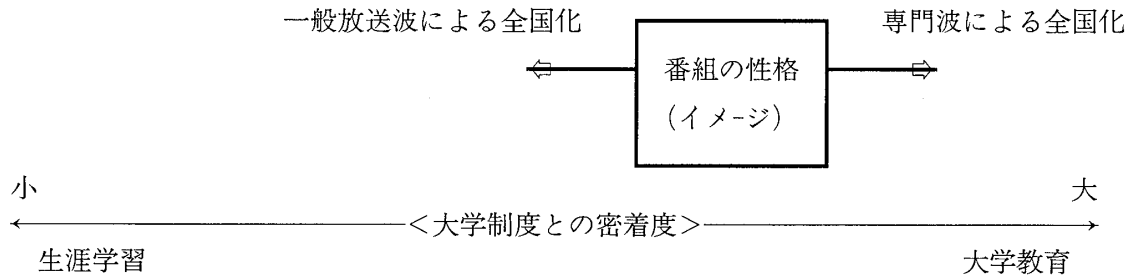 一般放送波による全国化
専門波による全国化
番組の性格
(イメ-ジ)
小
大
<大学制度との密着度>
生涯学習
大学教育